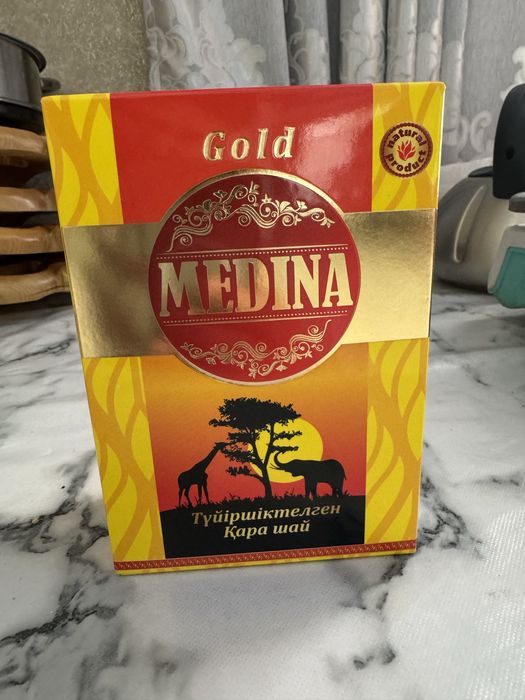 Gold
natural product
MEDINA
Түйіршіктелген
Қара шай